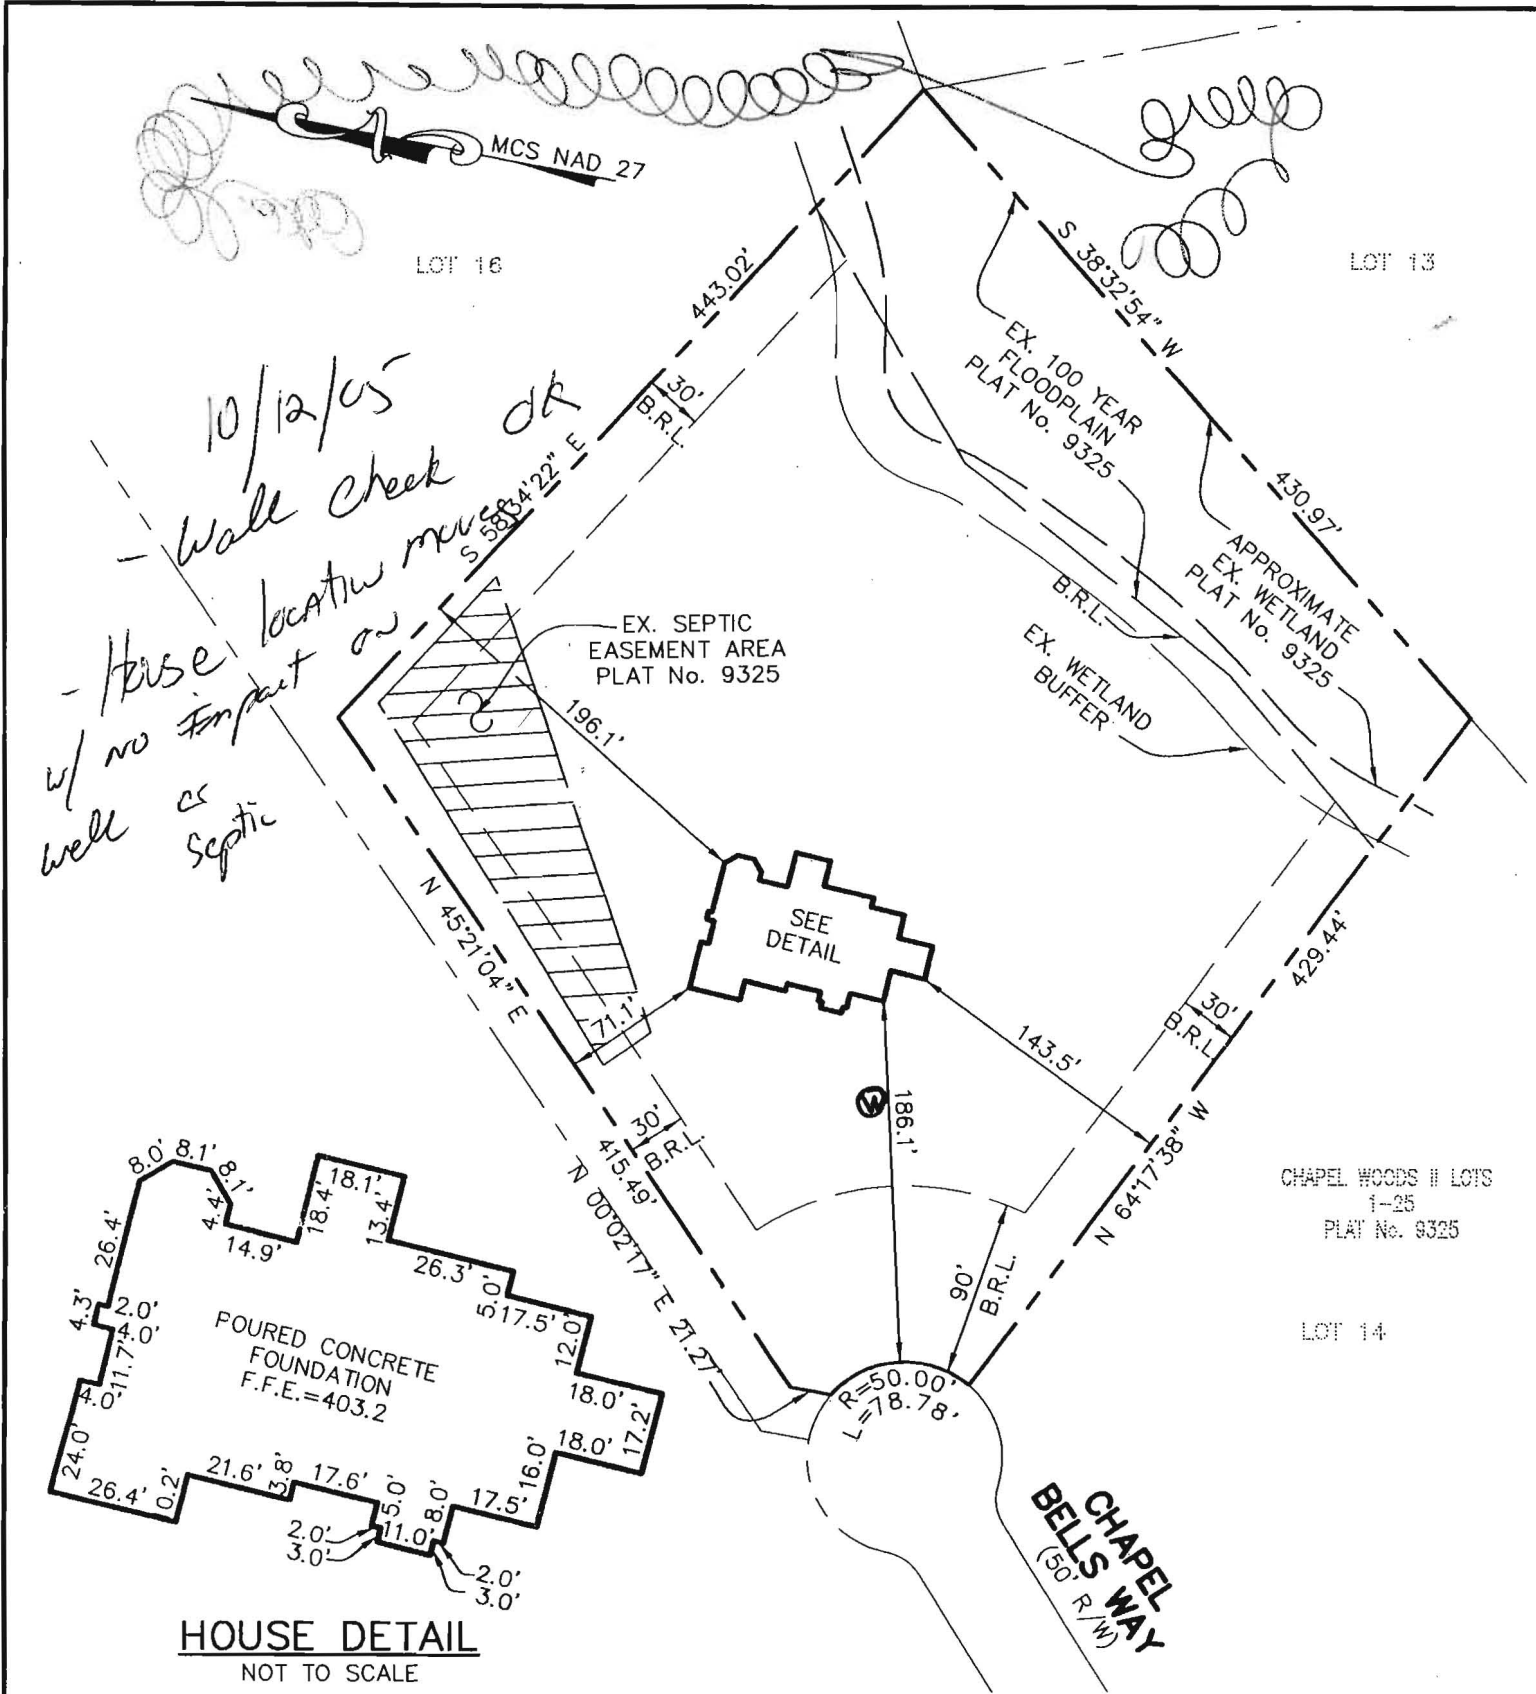 MCS NAD 27
LOT 16
LOT 13
443.02'
S 38°32'54" W
10/12/05
- Wall Check OK
- House location moved
w/ no Impact on
well or
Septic
30'
B.R.L.
S 58°34'22" E
EX. 100 YEAR
FLOODPLAIN
PLAT No. 9325
430.97'
APPROXIMATE
EX. WETLAND
PLAT No. 9325
B.R.L.
EX. WETLAND
BUFFER
EX. SEPTIC
EASEMENT AREA
PLAT No. 9325
196.1'
N 45°21'04" E
SEE
DETAIL
71.1'
143.5'
429.44'
30'
B.R.L.
W
186.1'
30'
B.R.L.
415.49'
N 00°02'17" E 21.27'
N 64°17'38" W
90'
B.R.L.
CHAPEL WOODS II LOTS
1-25
PLAT No. 9325
LOT 14
R=50.00'
L=78.78'
CHAPEL
BELLS WAY
(50' R/W)
8.0'
8.1'
8.1'
4.4'
14.9'
18.4'
18.1'
13.4'
26.3'
5.0'
17.5'
12.0'
18.0'
17.2'
18.0'
16.0'
17.5'
8.0'
2.0'
3.0'
11.0'
2.0'
3.0'
5.0'
17.6'
3.8'
21.6'
0.2'
26.4'
24.0'
4.0'
11.7'
4.0'
2.0'
4.3'
26.4'
POURED CONCRETE
FOUNDATION
F.F.E.=403.2
HOUSE DETAIL
NOT TO SCALE